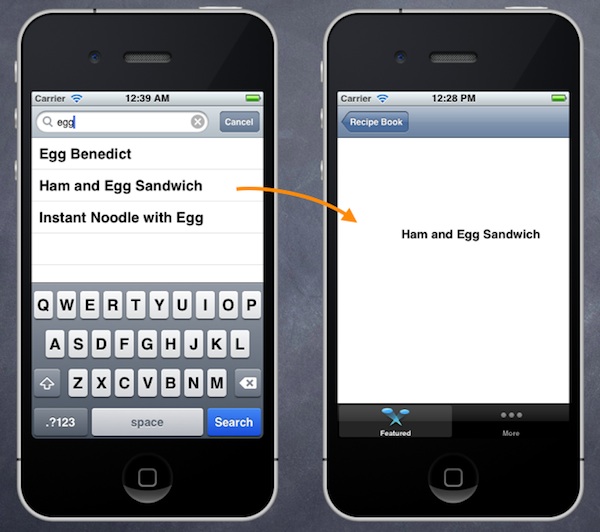 Carrier 12:39 AM
egg Cancel
Egg Benedict
Ham and Egg Sandwich
Instant Noodle with Egg
Q W E R T Y U I O P
A S D F G H J K L
Z X C V B N M
.?123 space Search
Carrier 12:28 PM
Recipe Book
Ham and Egg Sandwich
Featured More